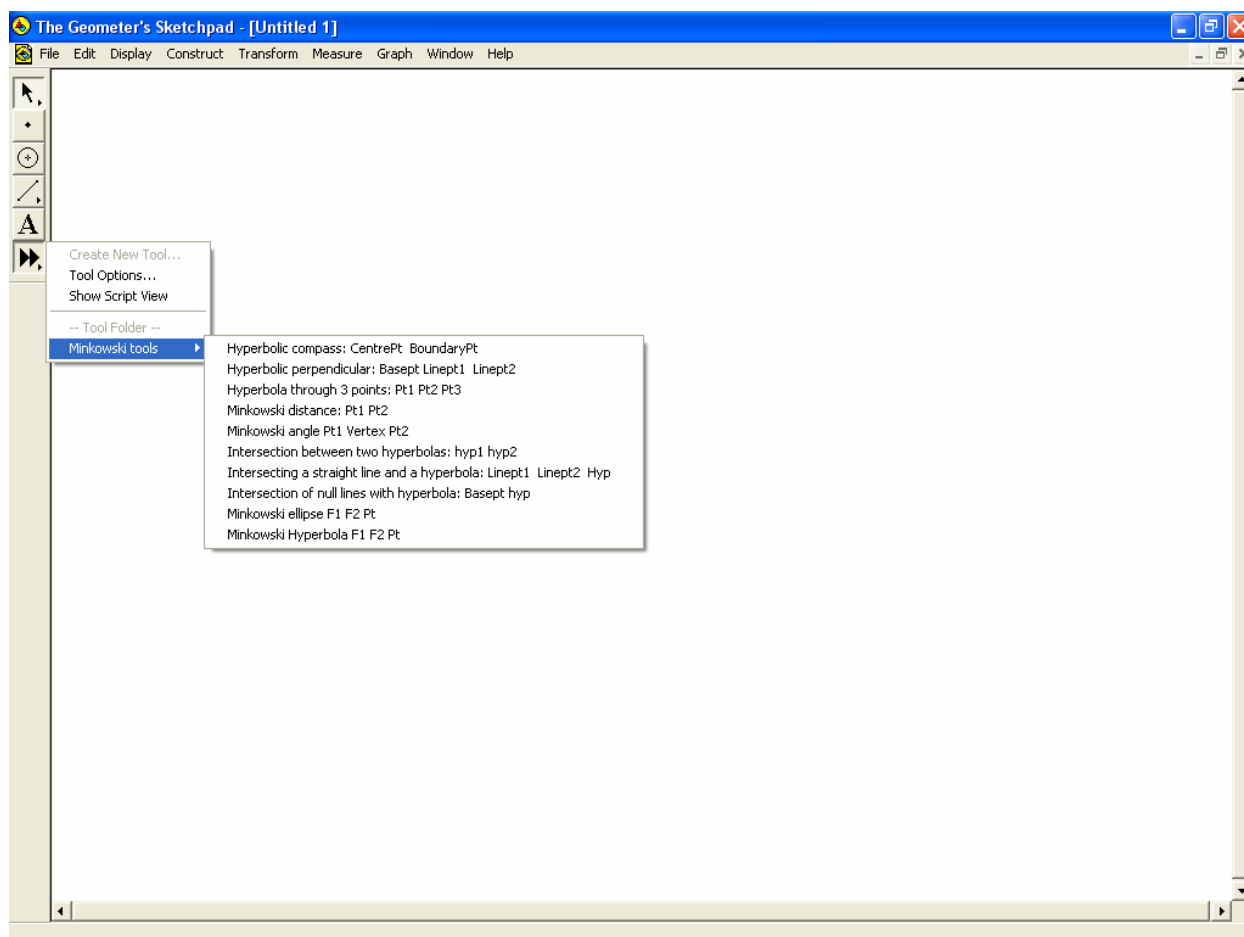 The Geometer's Sketchpad - [Untitled 1]
File Edit Display Construct Transform Measure Graph Window Help
A
Create New Tool...
Tool Options...
Show Script View
-- Tool Folder --
Minkowski tools
Hyperbolic compass: CentrePt BoundaryPt
Hyperbolic perpendicular: Basept Linept1 Linept2
Hyperbola through 3 points: Pt1 Pt2 Pt3
Minkowski distance: Pt1 Pt2
Minkowski angle Pt1 Vertex Pt2
Intersection between two hyperbolas: hyp1 hyp2
Intersecting a straight line and a hyperbola: Linept1 Linept2 Hyp
Intersection of null lines with hyperbola: Basept hyp
Minkowski ellipse F1 F2 Pt
Minkowski Hyperbola F1 F2 Pt